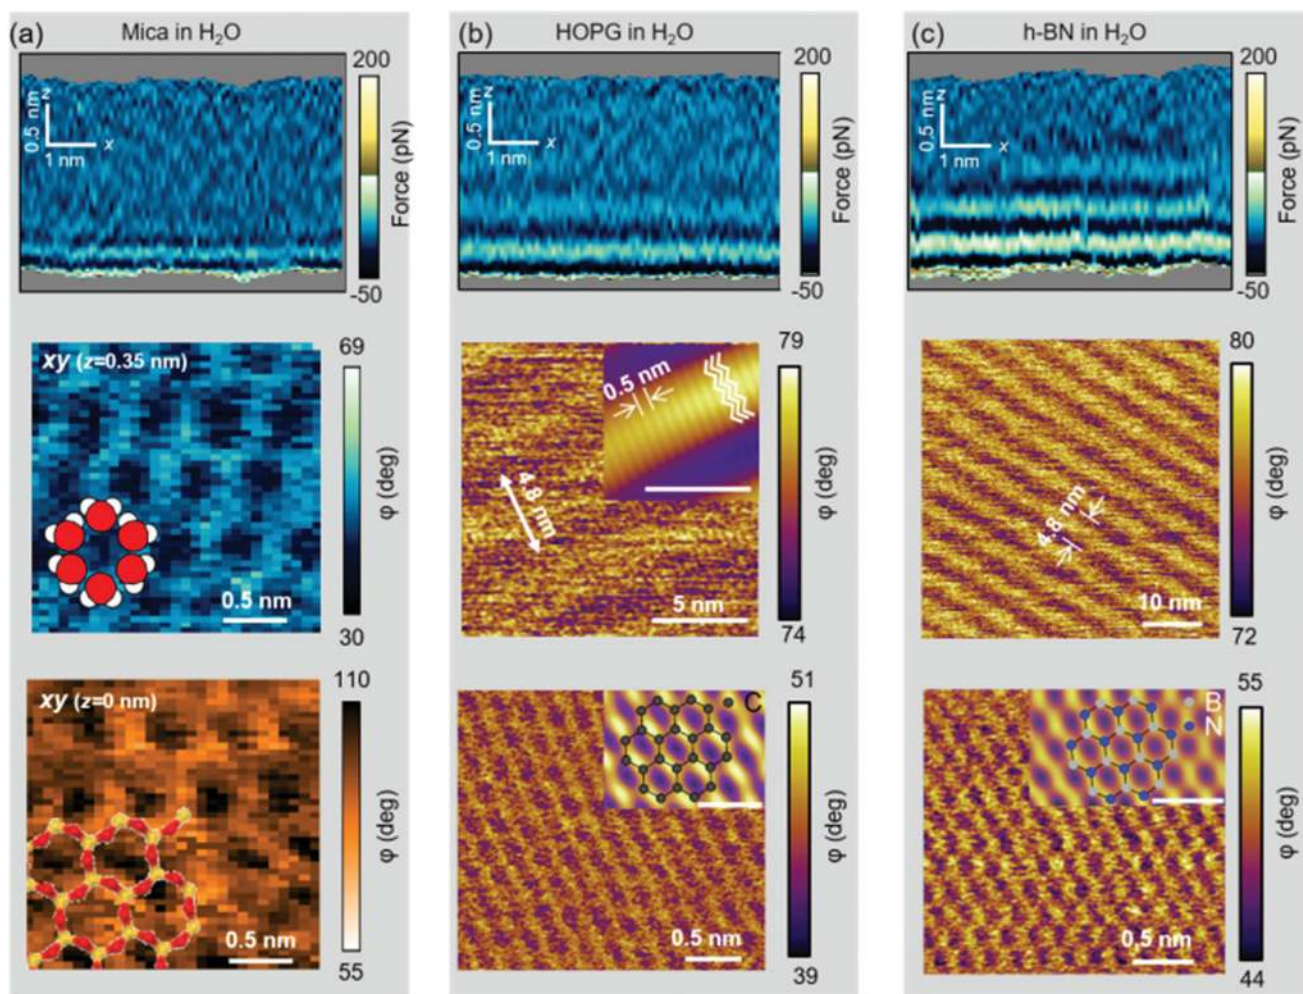 (a) Mica in H₂O
200
0.5 nm
z
x
1 nm
Force (pN)
-50
xy (z=0.35 nm)
69
φ (deg)
0.5 nm
30
xy (z=0 nm)
110
φ (deg)
0.5 nm
55
(b) HOPG in H₂O
200
0.5 nm
z
x
1 nm
Force (pN)
-50
79
0.5 nm
4.8 nm
φ (deg)
5 nm
74
51
C
φ (deg)
0.5 nm
39
(c) h-BN in H₂O
200
0.5 nm
z
x
1 nm
Force (pN)
-50
80
4.8 nm
φ (deg)
10 nm
72
55
B
N
φ (deg)
0,5 nm
44